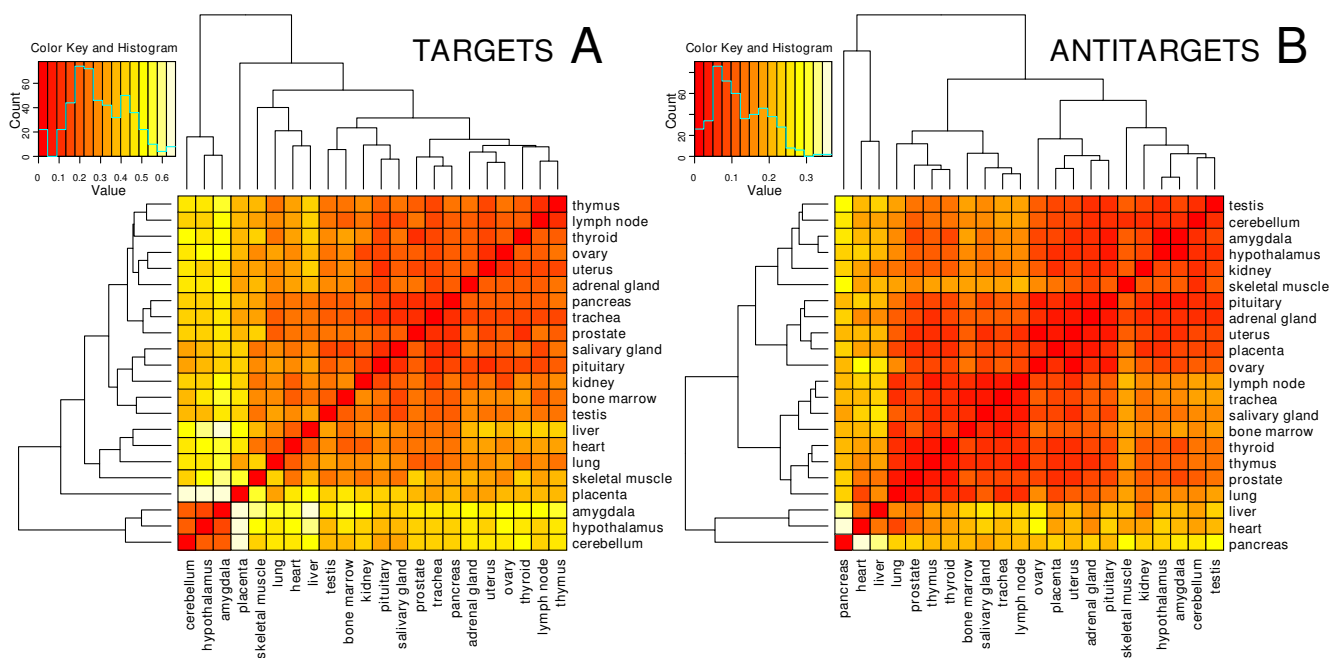 TARGETS A
Color Key and Histogram
Count
0 20 40 60
0 0.1 0.2 0.3 0.4 0.5 0.6
Value
thymus
lymph node
thyroid
ovary
uterus
adrenal gland
pancreas
trachea
prostate
salivary gland
pituitary
kidney
bone marrow
testis
liver
heart
lung
skeletal muscle
placenta
amygdala
hypothalamus
cerebellum
cerebellum
hypothalamus
amygdala
placenta
skeletal muscle
lung
heart
liver
testis
bone marrow
kidney
pituitary
salivary gland
prostate
trachea
pancreas
adrenal gland
uterus
ovary
thyroid
lymph node
thymus
ANTITARGETS B
Color Key and Histogram
Count
0 20 60
0 0.1 0.2 0.3
Value
testis
cerebellum
amygdala
hypothalamus
kidney
skeletal muscle
pituitary
adrenal gland
uterus
placenta
ovary
lymph node
trachea
salivary gland
bone marrow
thyroid
thymus
prostate
lung
liver
heart
pancreas
pancreas
heart
liver
lung
prostate
thymus
thyroid
bone marrow
salivary gland
trachea
lymph node
ovary
placenta
uterus
adrenal gland
pituitary
skeletal muscle
kidney
hypothalamus
amygdala
cerebellum
testis